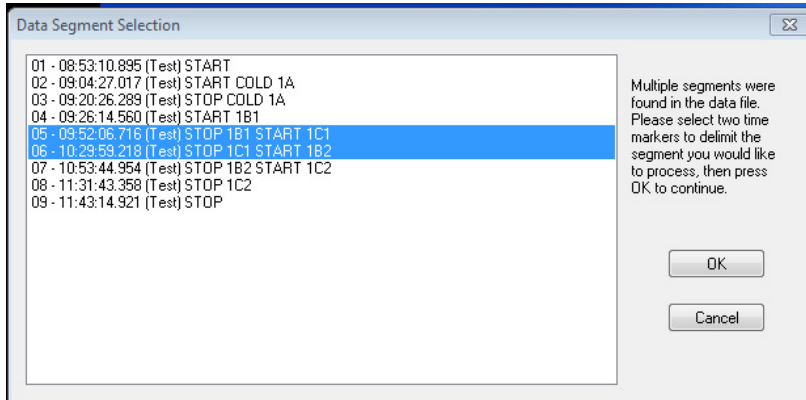 Data Segment Selection
01 - 08:53:10.895 (Test) START
02 - 09:04:27.017 (Test) START COLD 1A
03 - 09:20:26.289 (Test) STOP COLD 1A
04 - 09:26:14.560 (Test) START 1B1
05 - 09:52:06.716 (Test) STOP 1B1 START 1C1
06 - 10:29:59.218 (Test) STOP 1C1 START 1B2
07 - 10:53:44.954 (Test) STOP 1B2 START 1C2
08 - 11:31:43.358 (Test) STOP 1C2
09 - 11:43:14.921 (Test) STOP
Multiple segments were
found in the data file.
Please select two time
markers to delimit the
segment you would like
to process, then press
OK to continue.
OK
Cancel